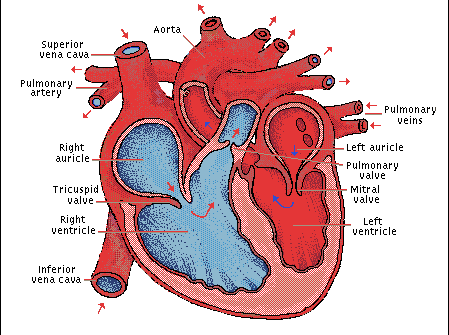 Aorta
Superior
vena cava
Pulmonary
artery
Pulmonary
veins
Right
auricle
Left auricle
Pulmonary
valve
Tricuspid
valve
Mitral
valve
Right
ventricle
Left
ventricle
Inferior
vena cava